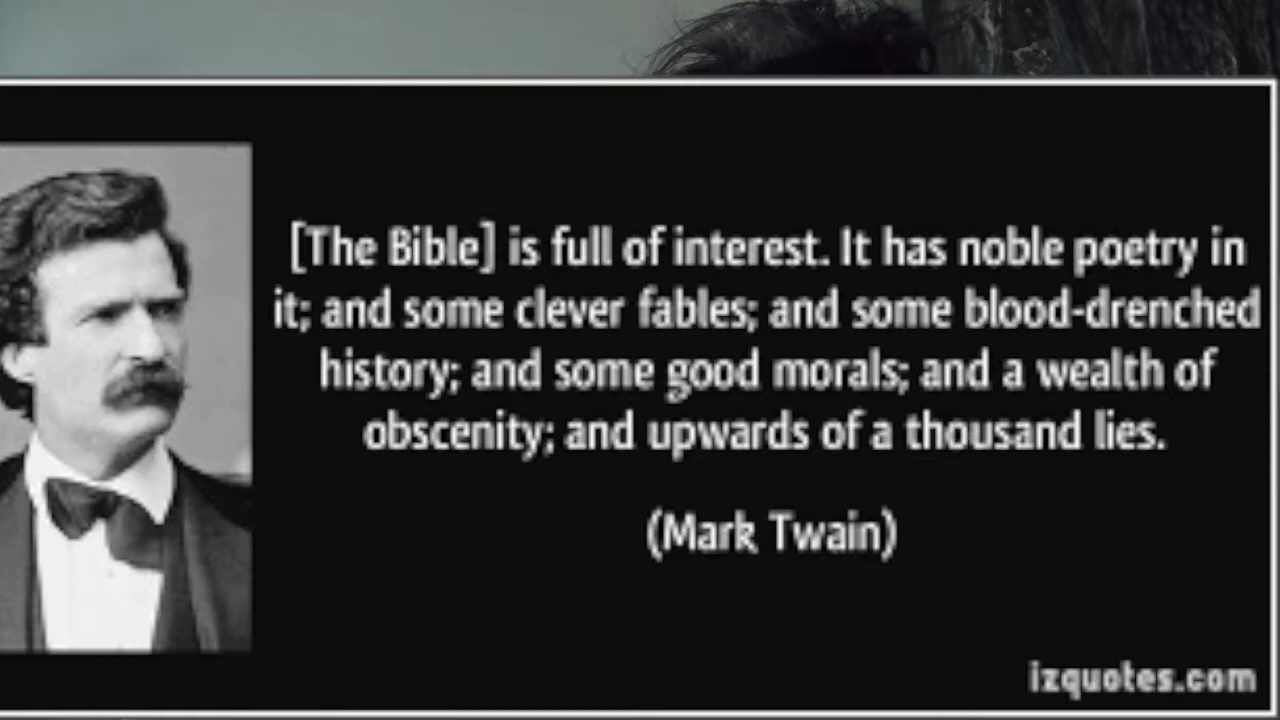 [The Bible] is full of interest. It has noble poetry in
it; and some clever fables; and some blood-drenched
history; and some good morals; and a wealth of
obscenity; and upwards of a thousand lies.
(Mark Twain)
izquotes.com